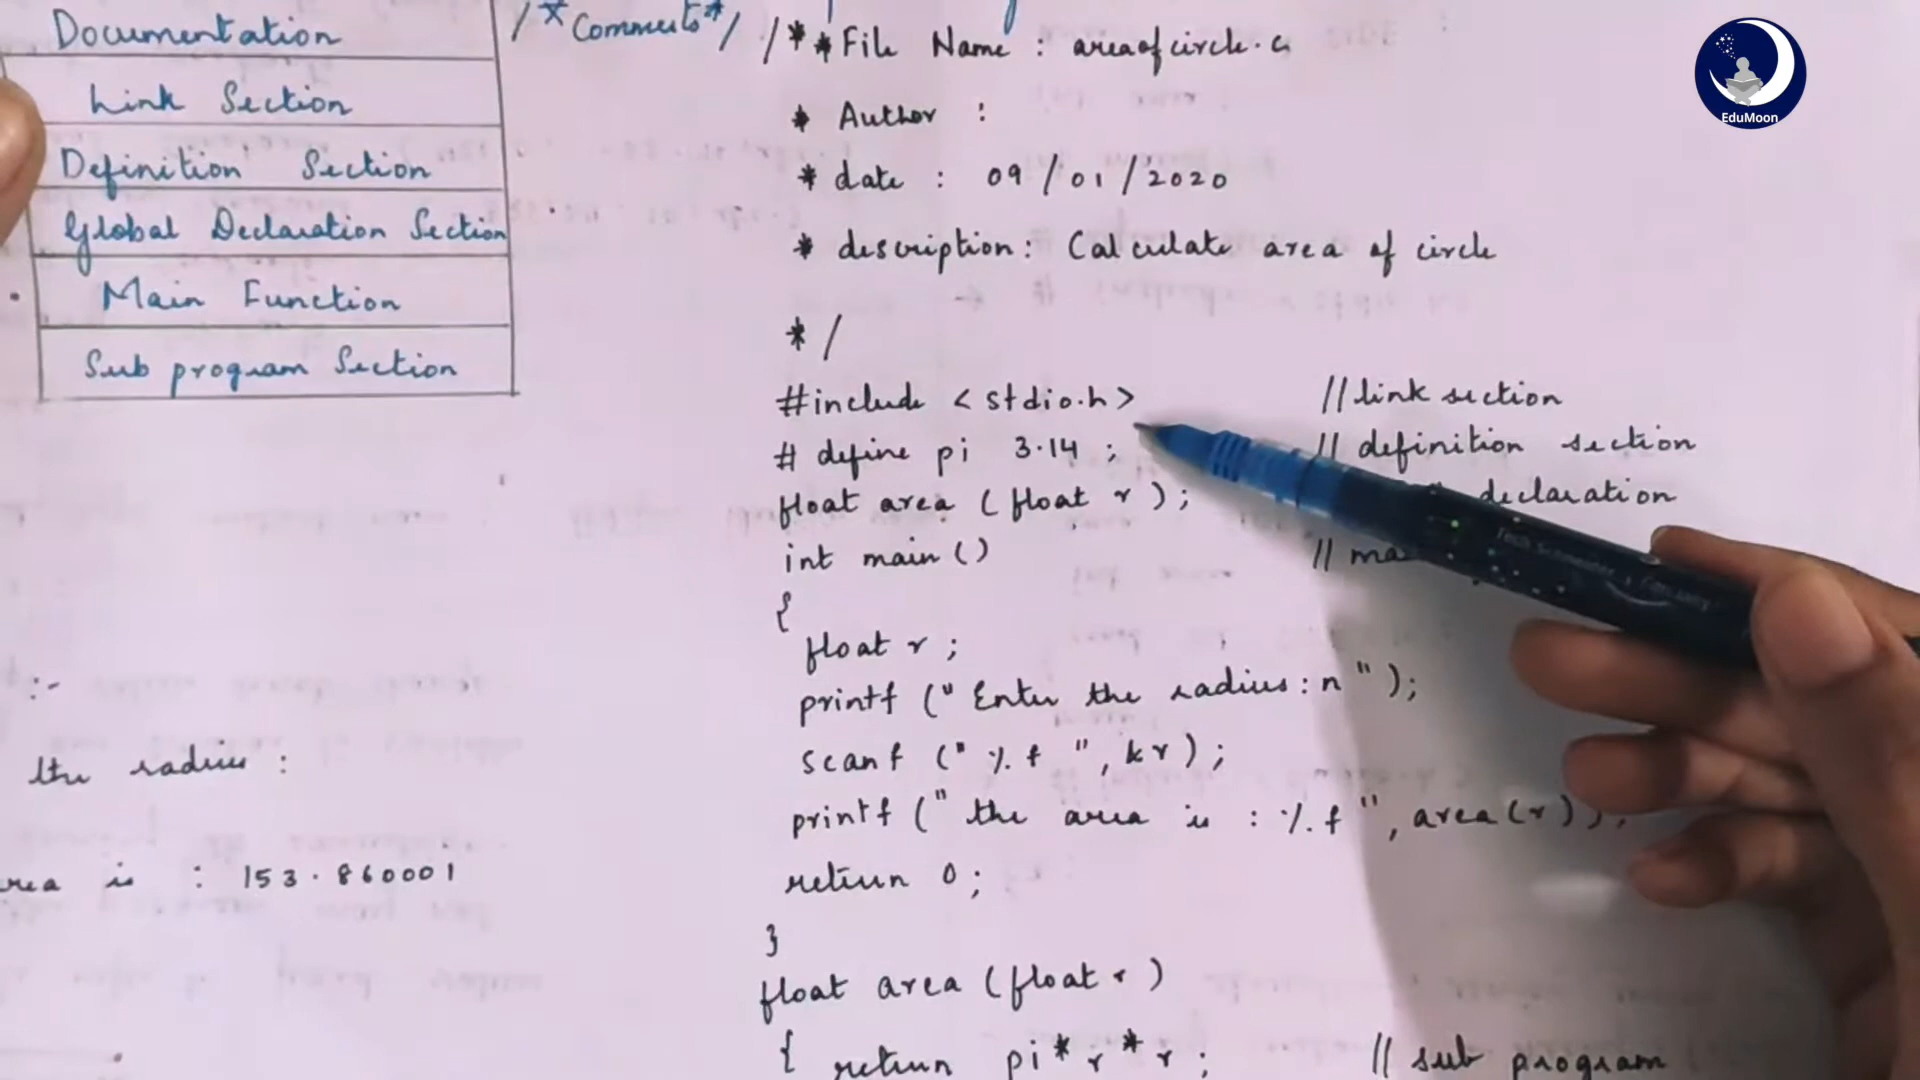 Documentation
Link Section
Definition Section
Global Declaration Section
Main Function
Sub program Section
/*Comments*/
/**File Name : areaofcircle.c
* Author :
* date : 09/01/2020
* description: Calculate area of circle
*/
#include <stdio.h> // link section
# define pi 3.14 ; // definition section
float area (float r ); declaration
int main() // ma
{
float r ;
printf (" Enter the radius: n " );
scanf (" %f ", &r );
printf (" the area is : %f ", area(r));
return 0;
}
float area (float r )
{ return pi*r*r; // sub program
:-
the radius :
rea is : 153.860001
EduMoon